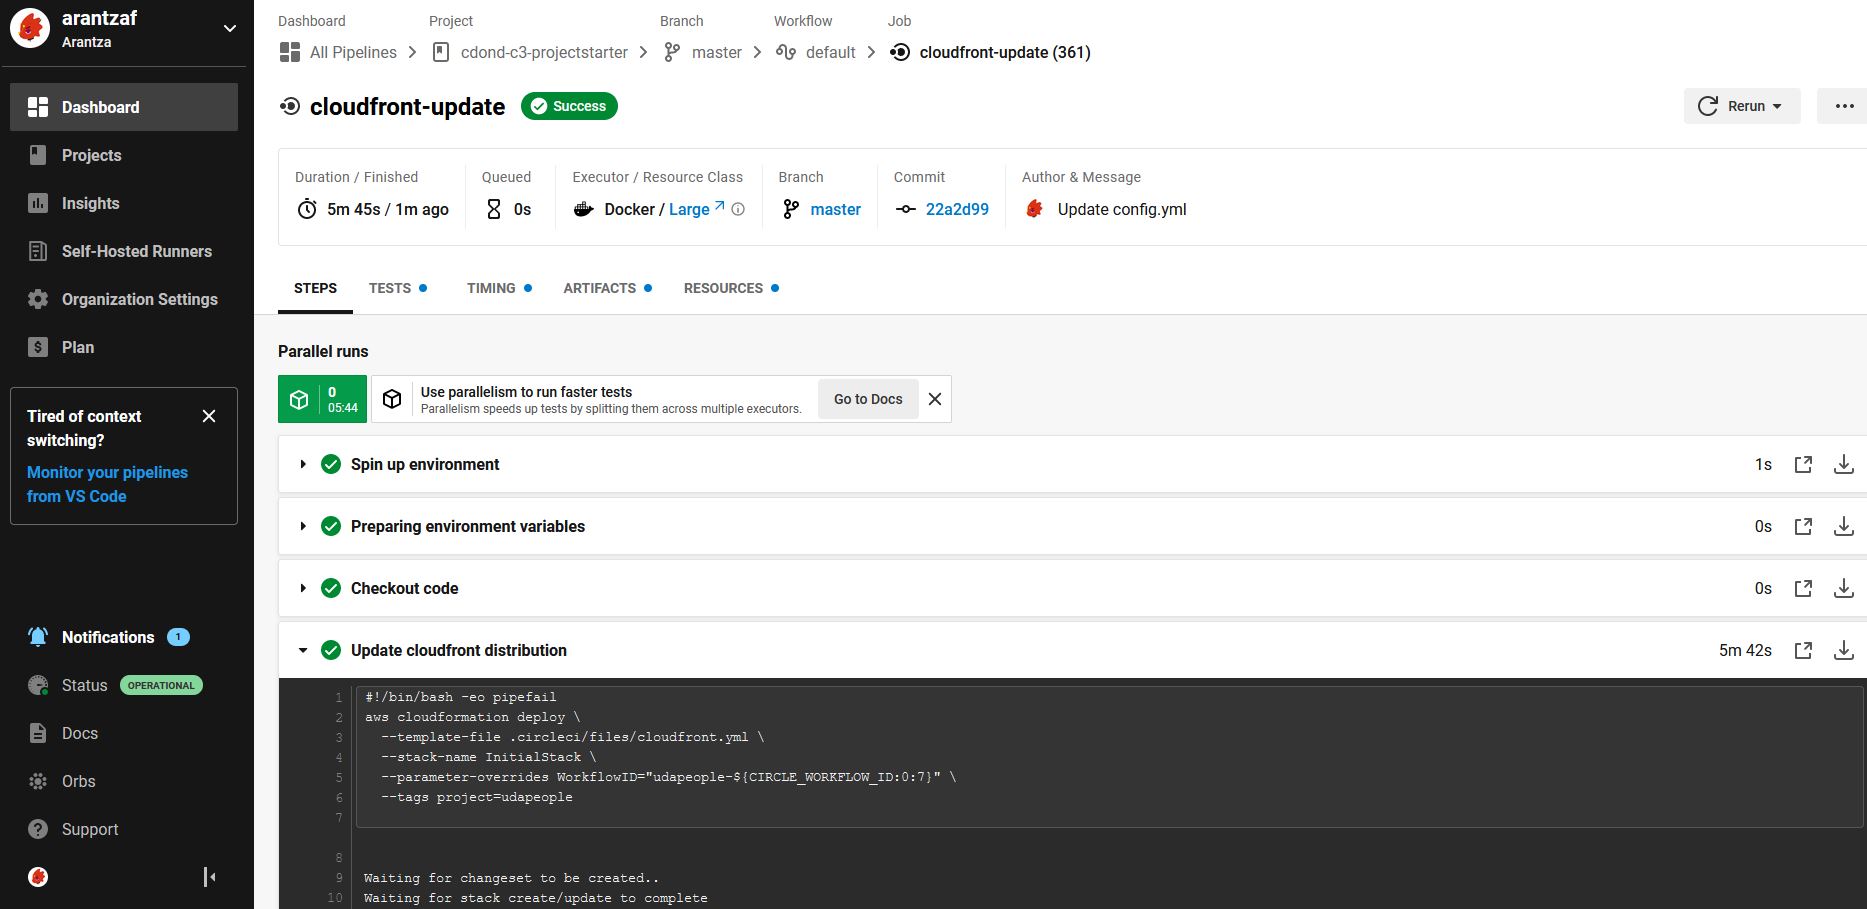 arantzaf
Arantza
Dashboard
Projects
Insights
Self-Hosted Runners
Organization Settings
Plan
Tired of context
switching?
Monitor your pipelines
from VS Code
Notifications 1
Status OPERATIONAL
Docs
Orbs
Support
Dashboard Project Branch Workflow Job
All Pipelines cdond-c3-projectstarter master default cloudfront-update (361)
cloudfront-update Success Rerun
Duration / Finished Queued Executor / Resource Class Branch Commit Author & Message
5m 45s / 1m ago 0s Docker / Large master 22a2d99 Update config.yml
STEPS TESTS TIMING ARTIFACTS RESOURCES
Parallel runs
0
05:44
Use parallelism to run faster tests
Parallelism speeds up tests by splitting them across multiple executors.
Go to Docs
Spin up environment 1s
Preparing environment variables 0s
Checkout code 0s
Update cloudfront distribution 5m 42s
1 #!/bin/bash -eo pipefail
2 aws cloudformation deploy \
3 --template-file .circleci/files/cloudfront.yml \
4 --stack-name InitialStack \
5 --parameter-overrides WorkflowID="udapeople-${CIRCLE_WORKFLOW_ID:0:7}" \
6 --tags project=udapeople
7
8
9 Waiting for changeset to be created..
10 Waiting for stack create/update to complete